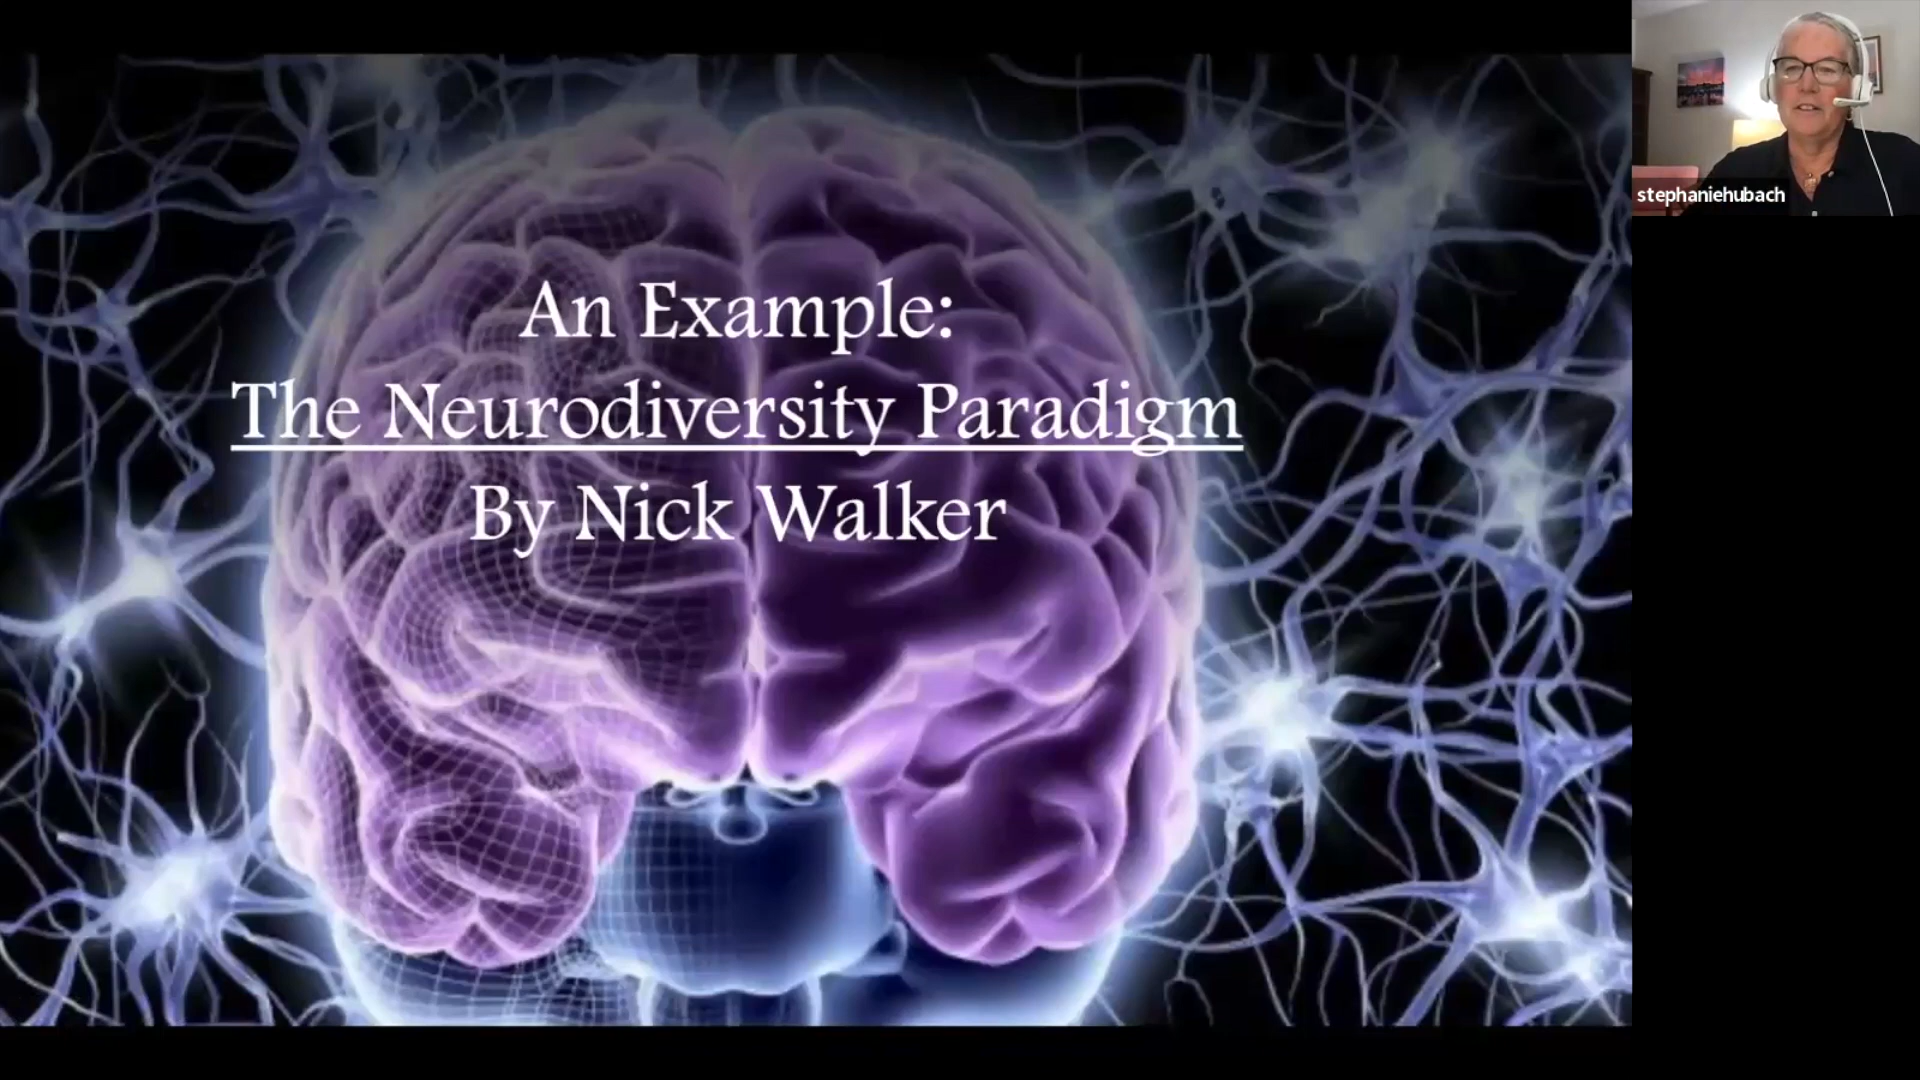 An Example:
The Neurodiversity Paradigm
By Nick Walker
stephaniehubach